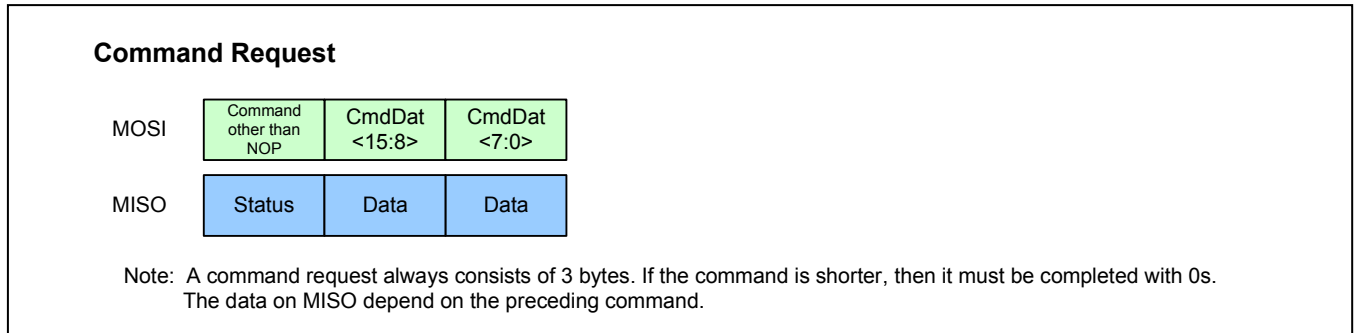 Command Request
MOSI
Command
other than
NOP
CmdDat
<15:8>
CmdDat
<7:0>
MISO
Status
Data
Data
Note: A command request always consists of 3 bytes. If the command is shorter, then it must be completed with 0s.
The data on MISO depend on the preceding command.